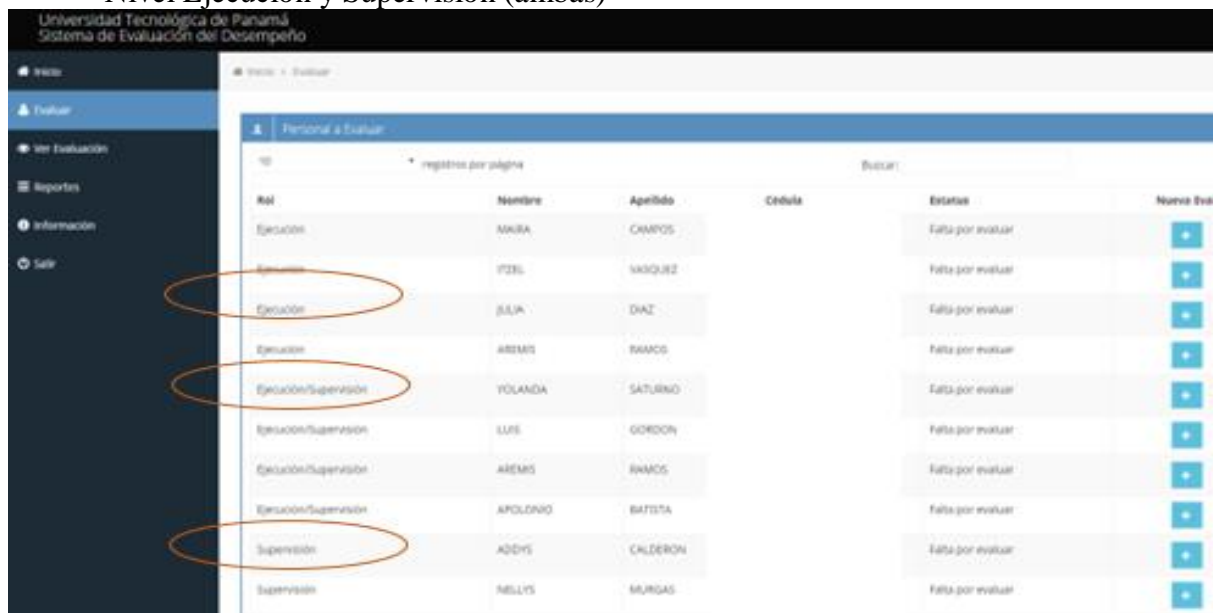 Nivel Ejecución y Supervisión (ambas)
Universidad Tecnológica de Panamá
Sistema de Evaluación del Desempeño
Inicio
Inicio > Evaluar
Evaluar
Personal a Evaluar
Ver Evaluación
10 registros por página Buscar:
Reportes
Rol Nombre Apellido Cédula Estatus Nueva Eva
Información
Ejecución MAIRA CAMPOS Falta por evaluar +
Salir
Ejecución ITZEL VASQUEZ Falta por evaluar +
Ejecución JULIA DIAZ Falta por evaluar +
Ejecución AREMIS RAMOS Falta por evaluar +
Ejecución/Supervisión YOLANDA SATURNO Falta por evaluar +
Ejecución/Supervisión LUIS GORDON Falta por evaluar +
Ejecución/Supervisión AREMIS RAMOS Falta por evaluar +
Ejecución/Supervisión APOLONIO BATISTA Falta por evaluar +
Supervisión ADDYS CALDERON Falta por evaluar +
Supervisión NELLYS MURGAS Falta por evaluar +